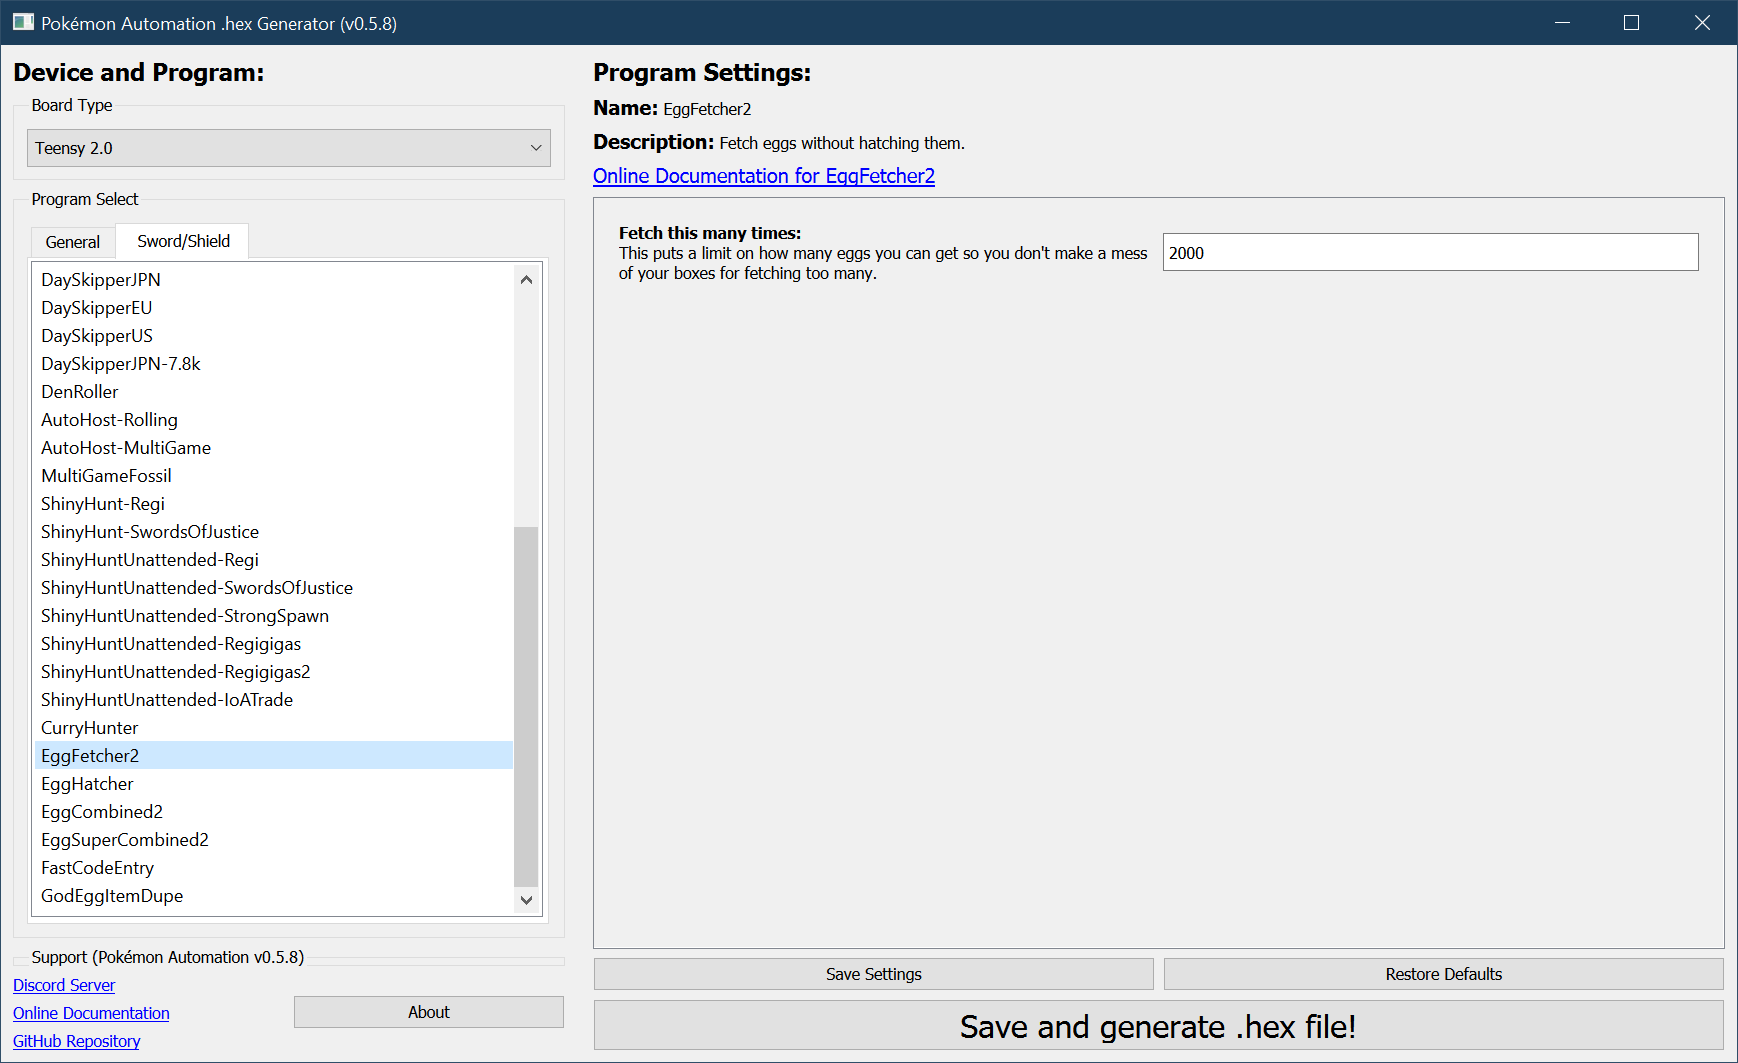 Pokémon Automation .hex Generator (v0.5.8)
Device and Program:
Board Type
Teensy 2.0
Program Select
General
Sword/Shield
DaySkipperJPN
DaySkipperEU
DaySkipperUS
DaySkipperJPN-7.8k
DenRoller
AutoHost-Rolling
AutoHost-MultiGame
MultiGameFossil
ShinyHunt-Regi
ShinyHunt-SwordsOfJustice
ShinyHuntUnattended-Regi
ShinyHuntUnattended-SwordsOfJustice
ShinyHuntUnattended-StrongSpawn
ShinyHuntUnattended-Regigigas
ShinyHuntUnattended-Regigigas2
ShinyHuntUnattended-IoATrade
CurryHunter
EggFetcher2
EggHatcher
EggCombined2
EggSuperCombined2
FastCodeEntry
GodEggItemDupe
Support (Pokémon Automation v0.5.8)
Discord Server
Online Documentation
GitHub Repository
About
Program Settings:
Name: EggFetcher2
Description: Fetch eggs without hatching them.
Online Documentation for EggFetcher2
Fetch this many times:
This puts a limit on how many eggs you can get so you don't make a mess
of your boxes for fetching too many.
2000
Save Settings
Restore Defaults
Save and generate .hex file!